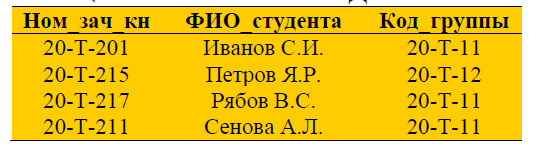 Ном_зач_кн ФИО_студента Код_группы
20-Т-201 Иванов С.И. 20-Т-11
20-Т-215 Петров Я.Р. 20-Т-12
20-Т-217 Рябов В.С. 20-Т-11
20-Т-211 Сенова А.Л. 20-Т-11